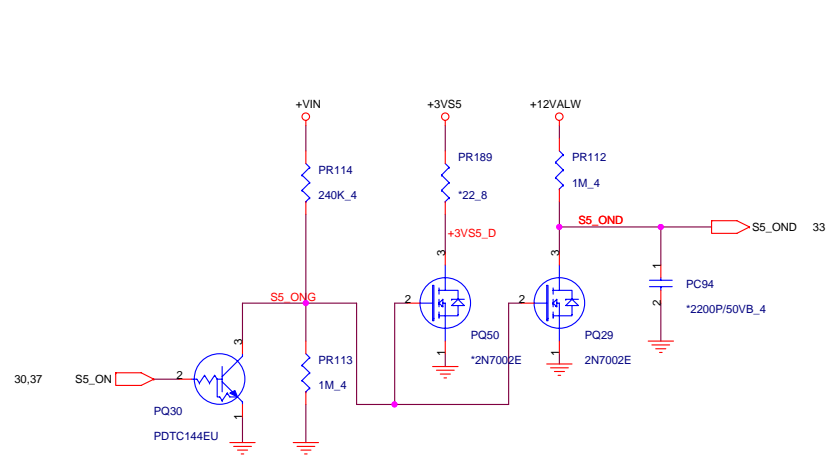 +VIN
+3VS5
+12VALW
PR114
240K_4
PR189
*22_8
PR112
1M_4
+3VS5_D
S5_OND
S5_OND 33
3
3
1
2
PC94
*2200P/50VB_4
S5_ONG
2
2
PQ50
*2N7002E
PQ29
2N7002E
1
1
3
PR113
1M_4
30,37 S5_ON
2
PQ30
PDTC144EU
1